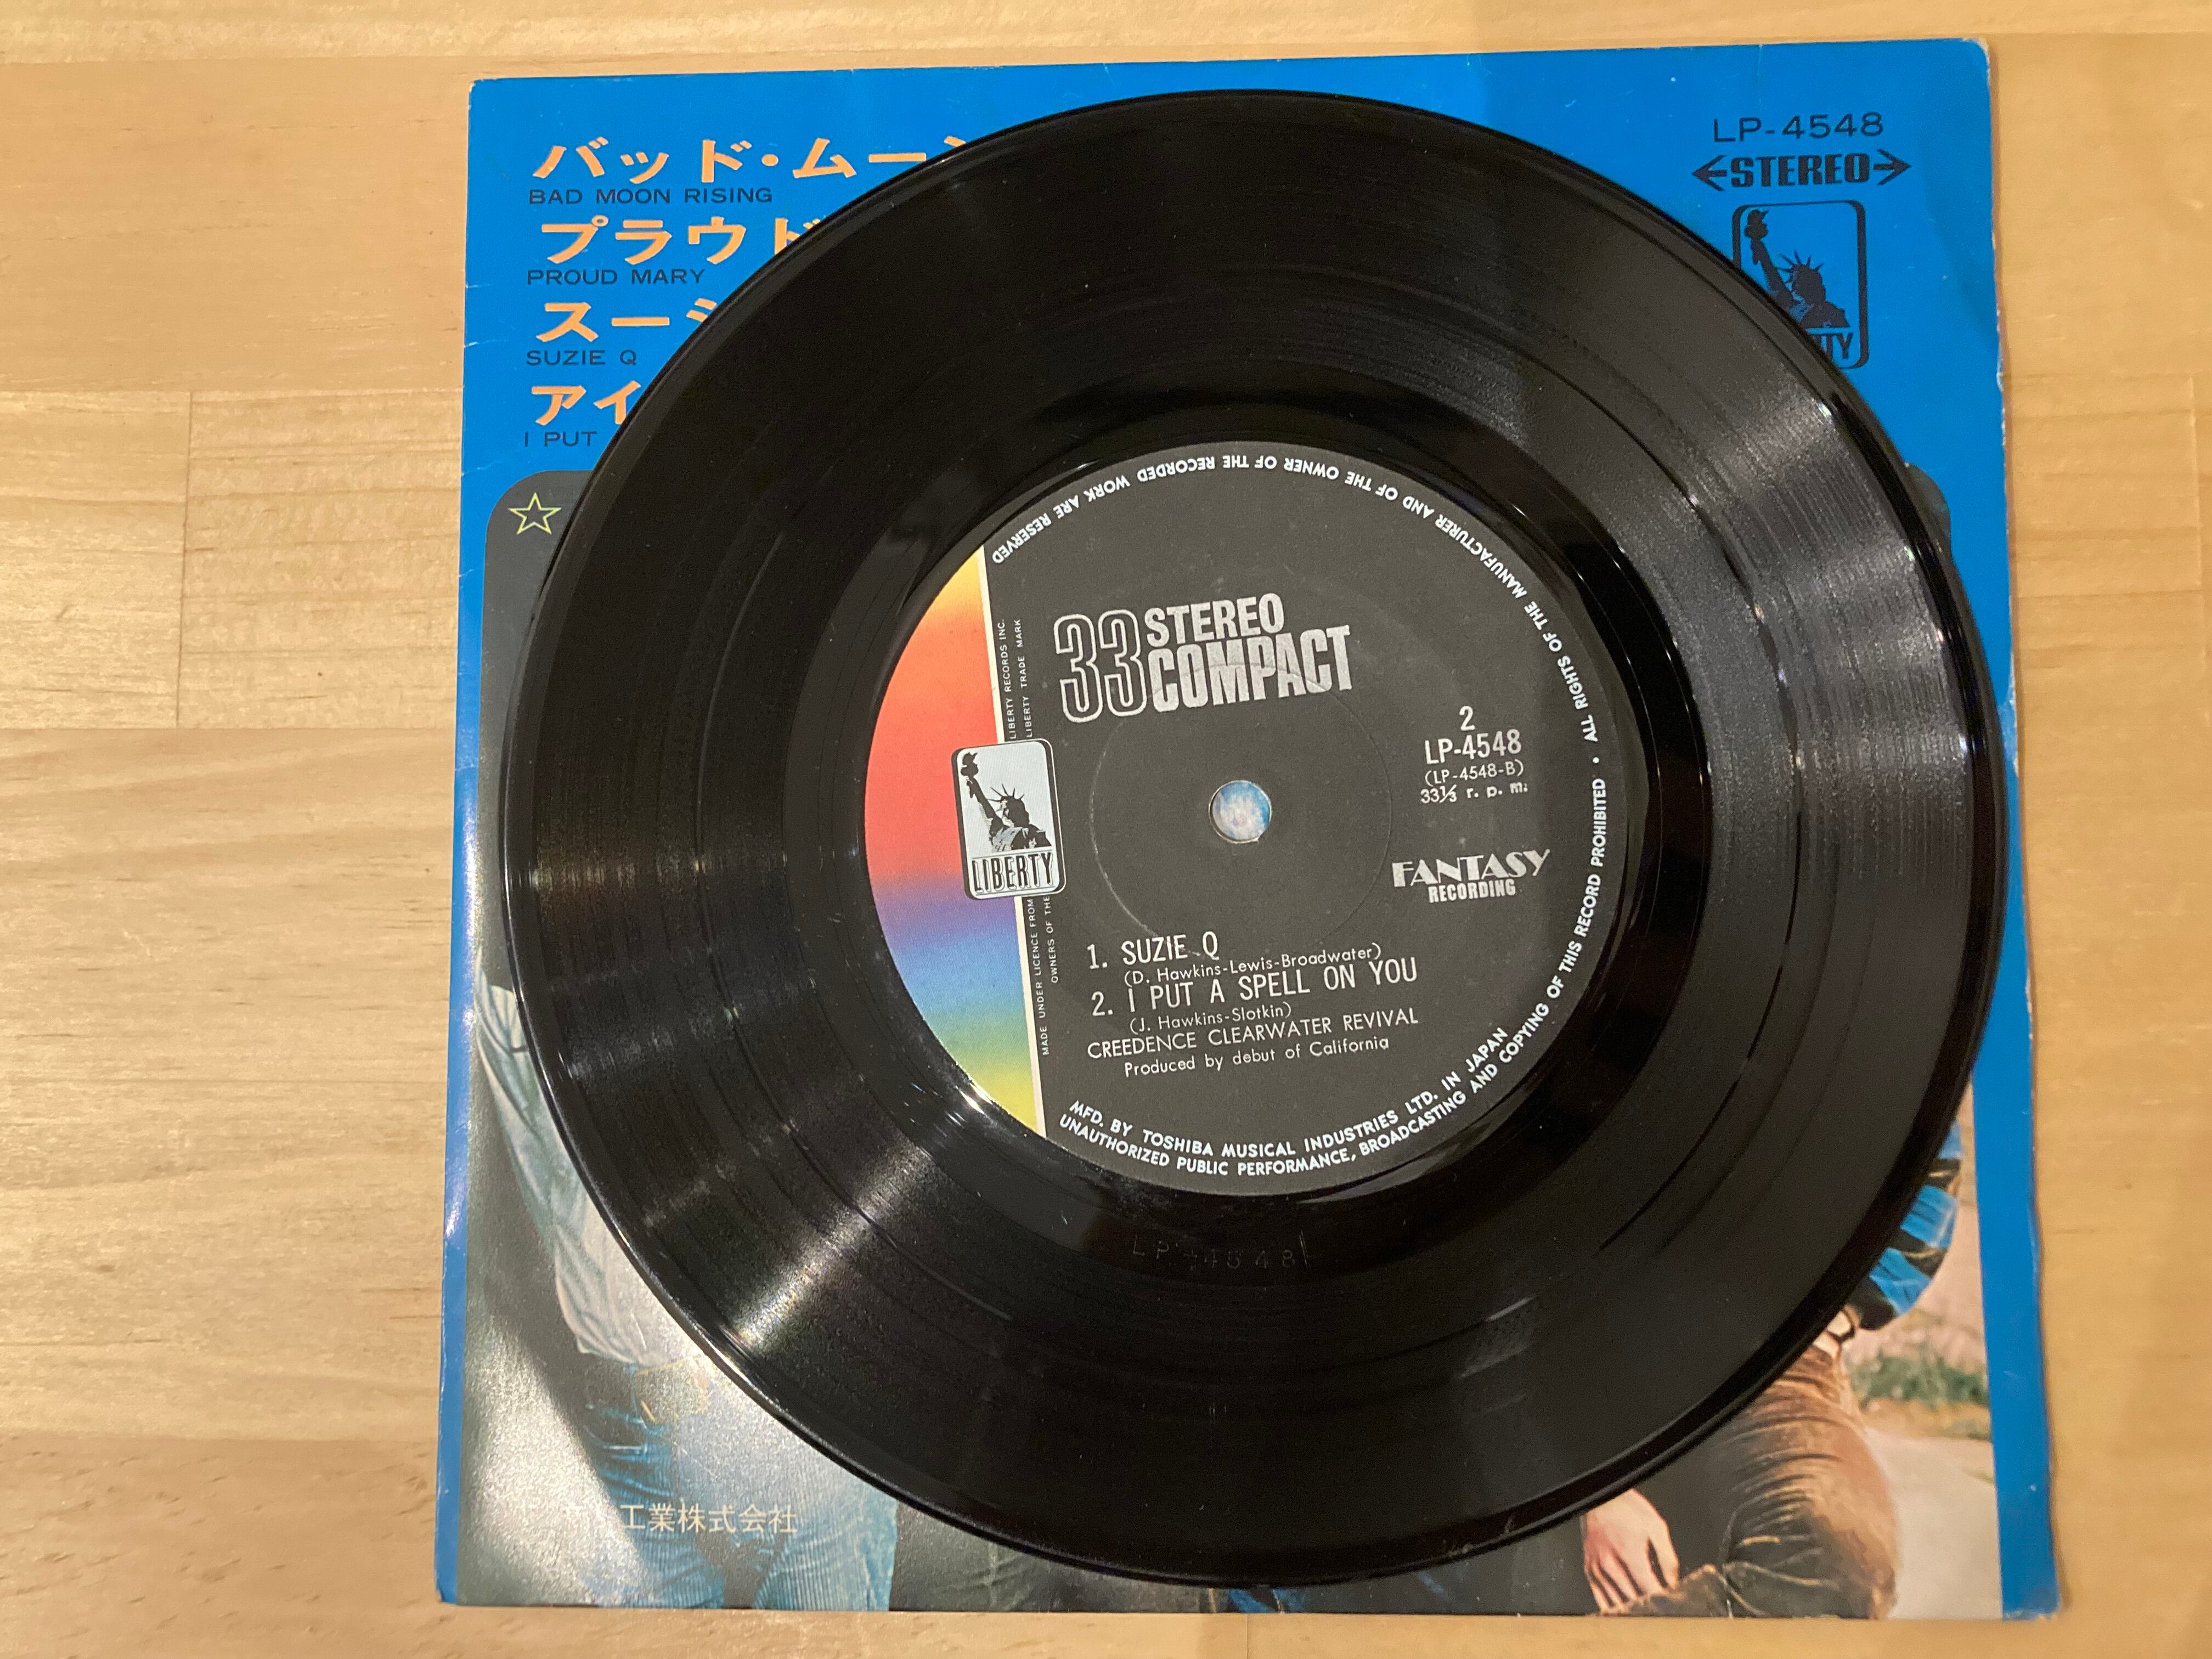 バッド・ムー
BAD MOON RISING
プラウド
PROUD MARY
スー
SUZIE Q
アイ
I PUT
LP-4548
STEREO
☆
33 STEREO
COMPACT
2
LP-4548
(LP-4548-B)
33⅓ r. p. m.
LIBERTY
FANTASY
RECORDING
1. SUZIE Q
(D. Hawkins-Lewis-Broadwater)
2. I PUT A SPELL ON YOU
(J. Hawkins-Slotkin)
CREEDENCE CLEARWATER REVIVAL
Produced by debut of California
MFD. BY TOSHIBA MUSICAL INDUSTRIES LTD. IN JAPAN
UNAUTHORIZED PUBLIC PERFORMANCE, BROADCASTING AND COPYING OF THIS RECORD PROHIBITED • ALL RIGHTS OF THE MANUFACTURER AND OF THE OWNER OF THE RECORDED WORK ARE RESERVED
MADE UNDER LICENCE FROM LIBERTY RECORDS INC.
OWNERS OF THE LIBERTY TRADE MARK
LP-4548
工業株式会社